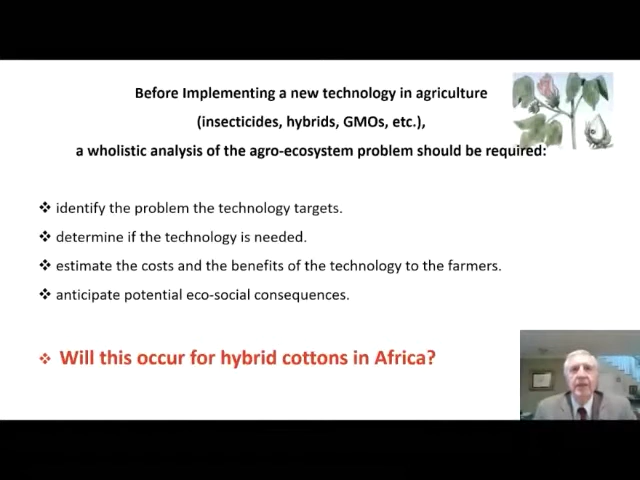 Before Implementing a new technology in agriculture
(insecticides, hybrids, GMOs, etc.),
a wholistic analysis of the agro-ecosystem problem should be required:
❖ identify the problem the technology targets.
❖ determine if the technology is needed.
❖ estimate the costs and the benefits of the technology to the farmers.
❖ anticipate potential eco-social consequences.
❖ Will this occur for hybrid cottons in Africa?